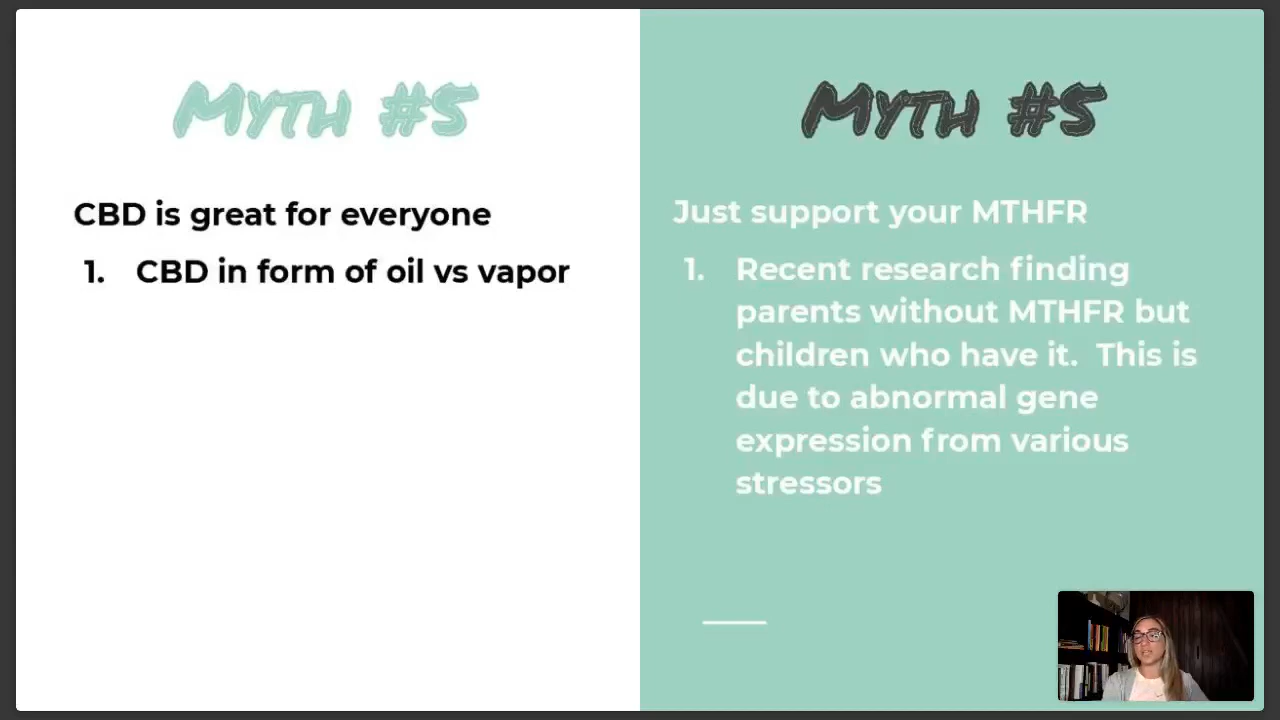 Myth #5
CBD is great for everyone
1. CBD in form of oil vs vapor
Myth #5
Just support your MTHFR
1. Recent research finding
parents without MTHFR but
children who have it.  This is
due to abnormal gene
expression from various
stressors